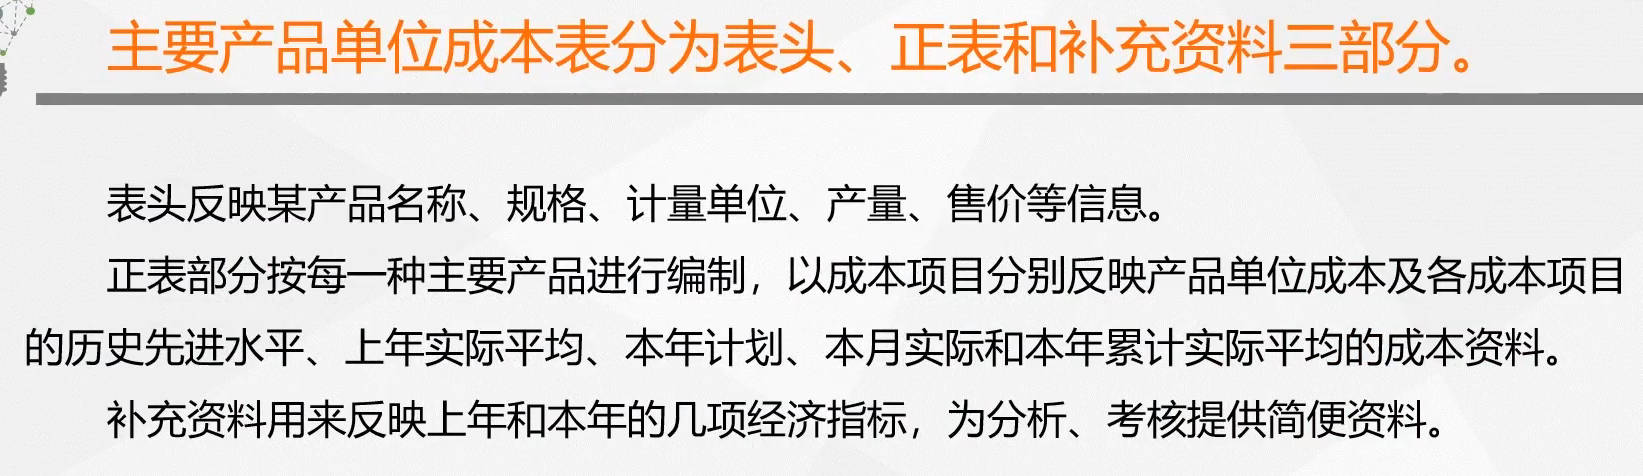 主要产品单位成本表分为表头、正表和补充资料三部分。
表头反映某产品名称、规格、计量单位、产量、售价等信息。
正表部分按每一种主要产品进行编制，以成本项目分别反映产品单位成本及各成本项目
的历史先进水平、上年实际平均、本年计划、本月实际和本年累计实际平均的成本资料。
补充资料用来反映上年和本年的几项经济指标，为分析、考核提供简便资料。